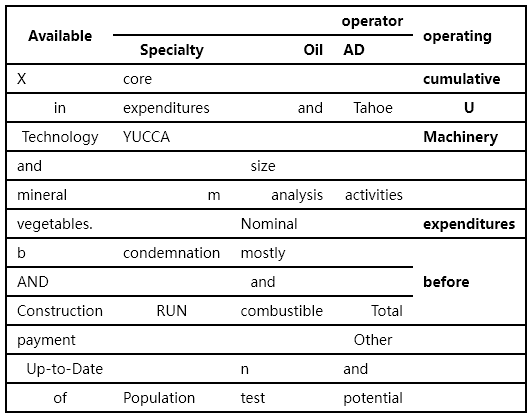 Available operator operating
Specialty Oil AD
X core cumulative
in expenditures and Tahoe U
Technology YUCCA Machinery
and size
mineral m analysis activities
vegetables. Nominal expenditures
b condemnation mostly
AND and before
Construction RUN combustible Total
payment Other
Up-to-Date n and
of Population test potential